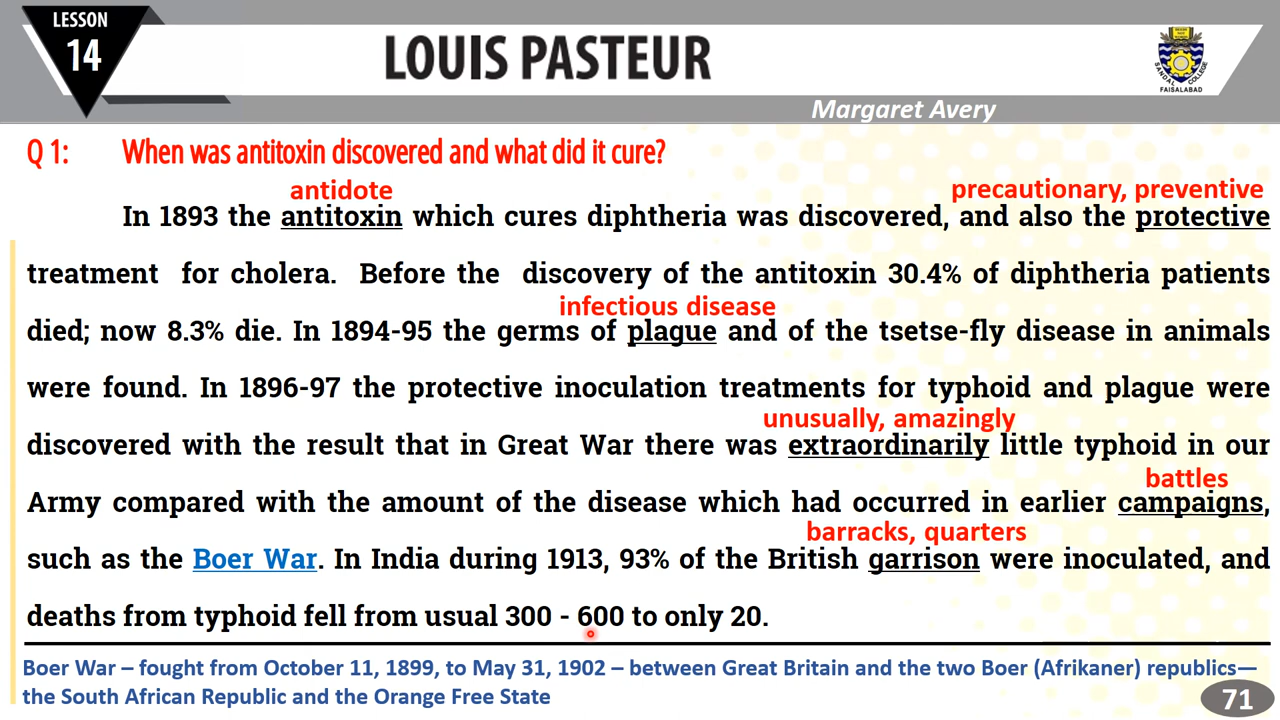 LESSON
14
LOUIS PASTEUR
SANDAL COLLEGE
FAISALABAD
Margaret Avery
Q 1: When was antitoxin discovered and what did it cure?
antidote
precautionary, preventive
In 1893 the antitoxin which cures diphtheria was discovered, and also the protective
treatment for cholera. Before the discovery of the antitoxin 30.4% of diphtheria patients
infectious disease
died; now 8.3% die. In 1894-95 the germs of plague and of the tsetse-fly disease in animals
were found. In 1896-97 the protective inoculation treatments for typhoid and plague were
unusually, amazingly
discovered with the result that in Great War there was extraordinarily little typhoid in our
battles
Army compared with the amount of the disease which had occurred in earlier campaigns,
barracks, quarters
such as the Boer War. In India during 1913, 93% of the British garrison were inoculated, and
deaths from typhoid fell from usual 300 - 600 to only 20.
Boer War – fought from October 11, 1899, to May 31, 1902 – between Great Britain and the two Boer (Afrikaner) republics—
the South African Republic and the Orange Free State
71